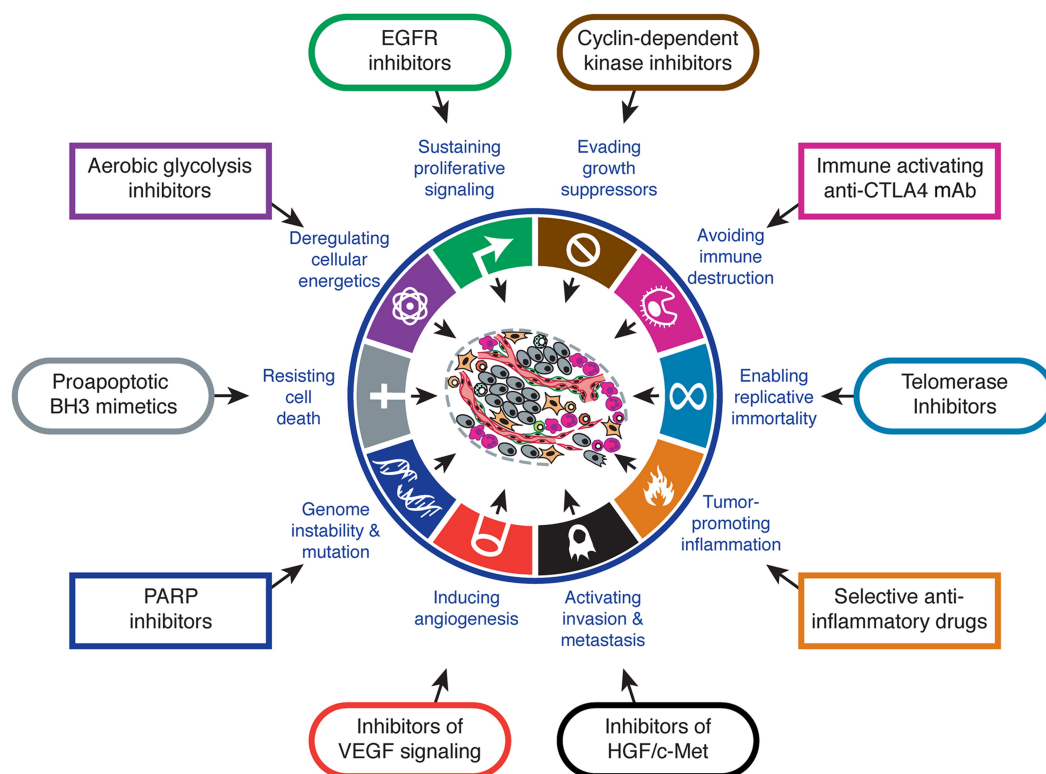 EGFR
inhibitors
Cyclin-dependent
kinase inhibitors
Sustaining
proliferative
signaling
Evading
growth
suppressors
Aerobic glycolysis
inhibitors
Immune activating
anti-CTLA4 mAb
Deregulating
cellular
energetics
Avoiding
immune
destruction
Proapoptotic
BH3 mimetics
Resisting
cell
death
Enabling
replicative
immortality
Telomerase
Inhibitors
Genome
instability &
mutation
Tumor-
promoting
inflammation
PARP
inhibitors
Inducing
angiogenesis
Activating
invasion &
metastasis
Selective anti-
inflammatory drugs
Inhibitors of
VEGF signaling
Inhibitors of
HGF/c-Met